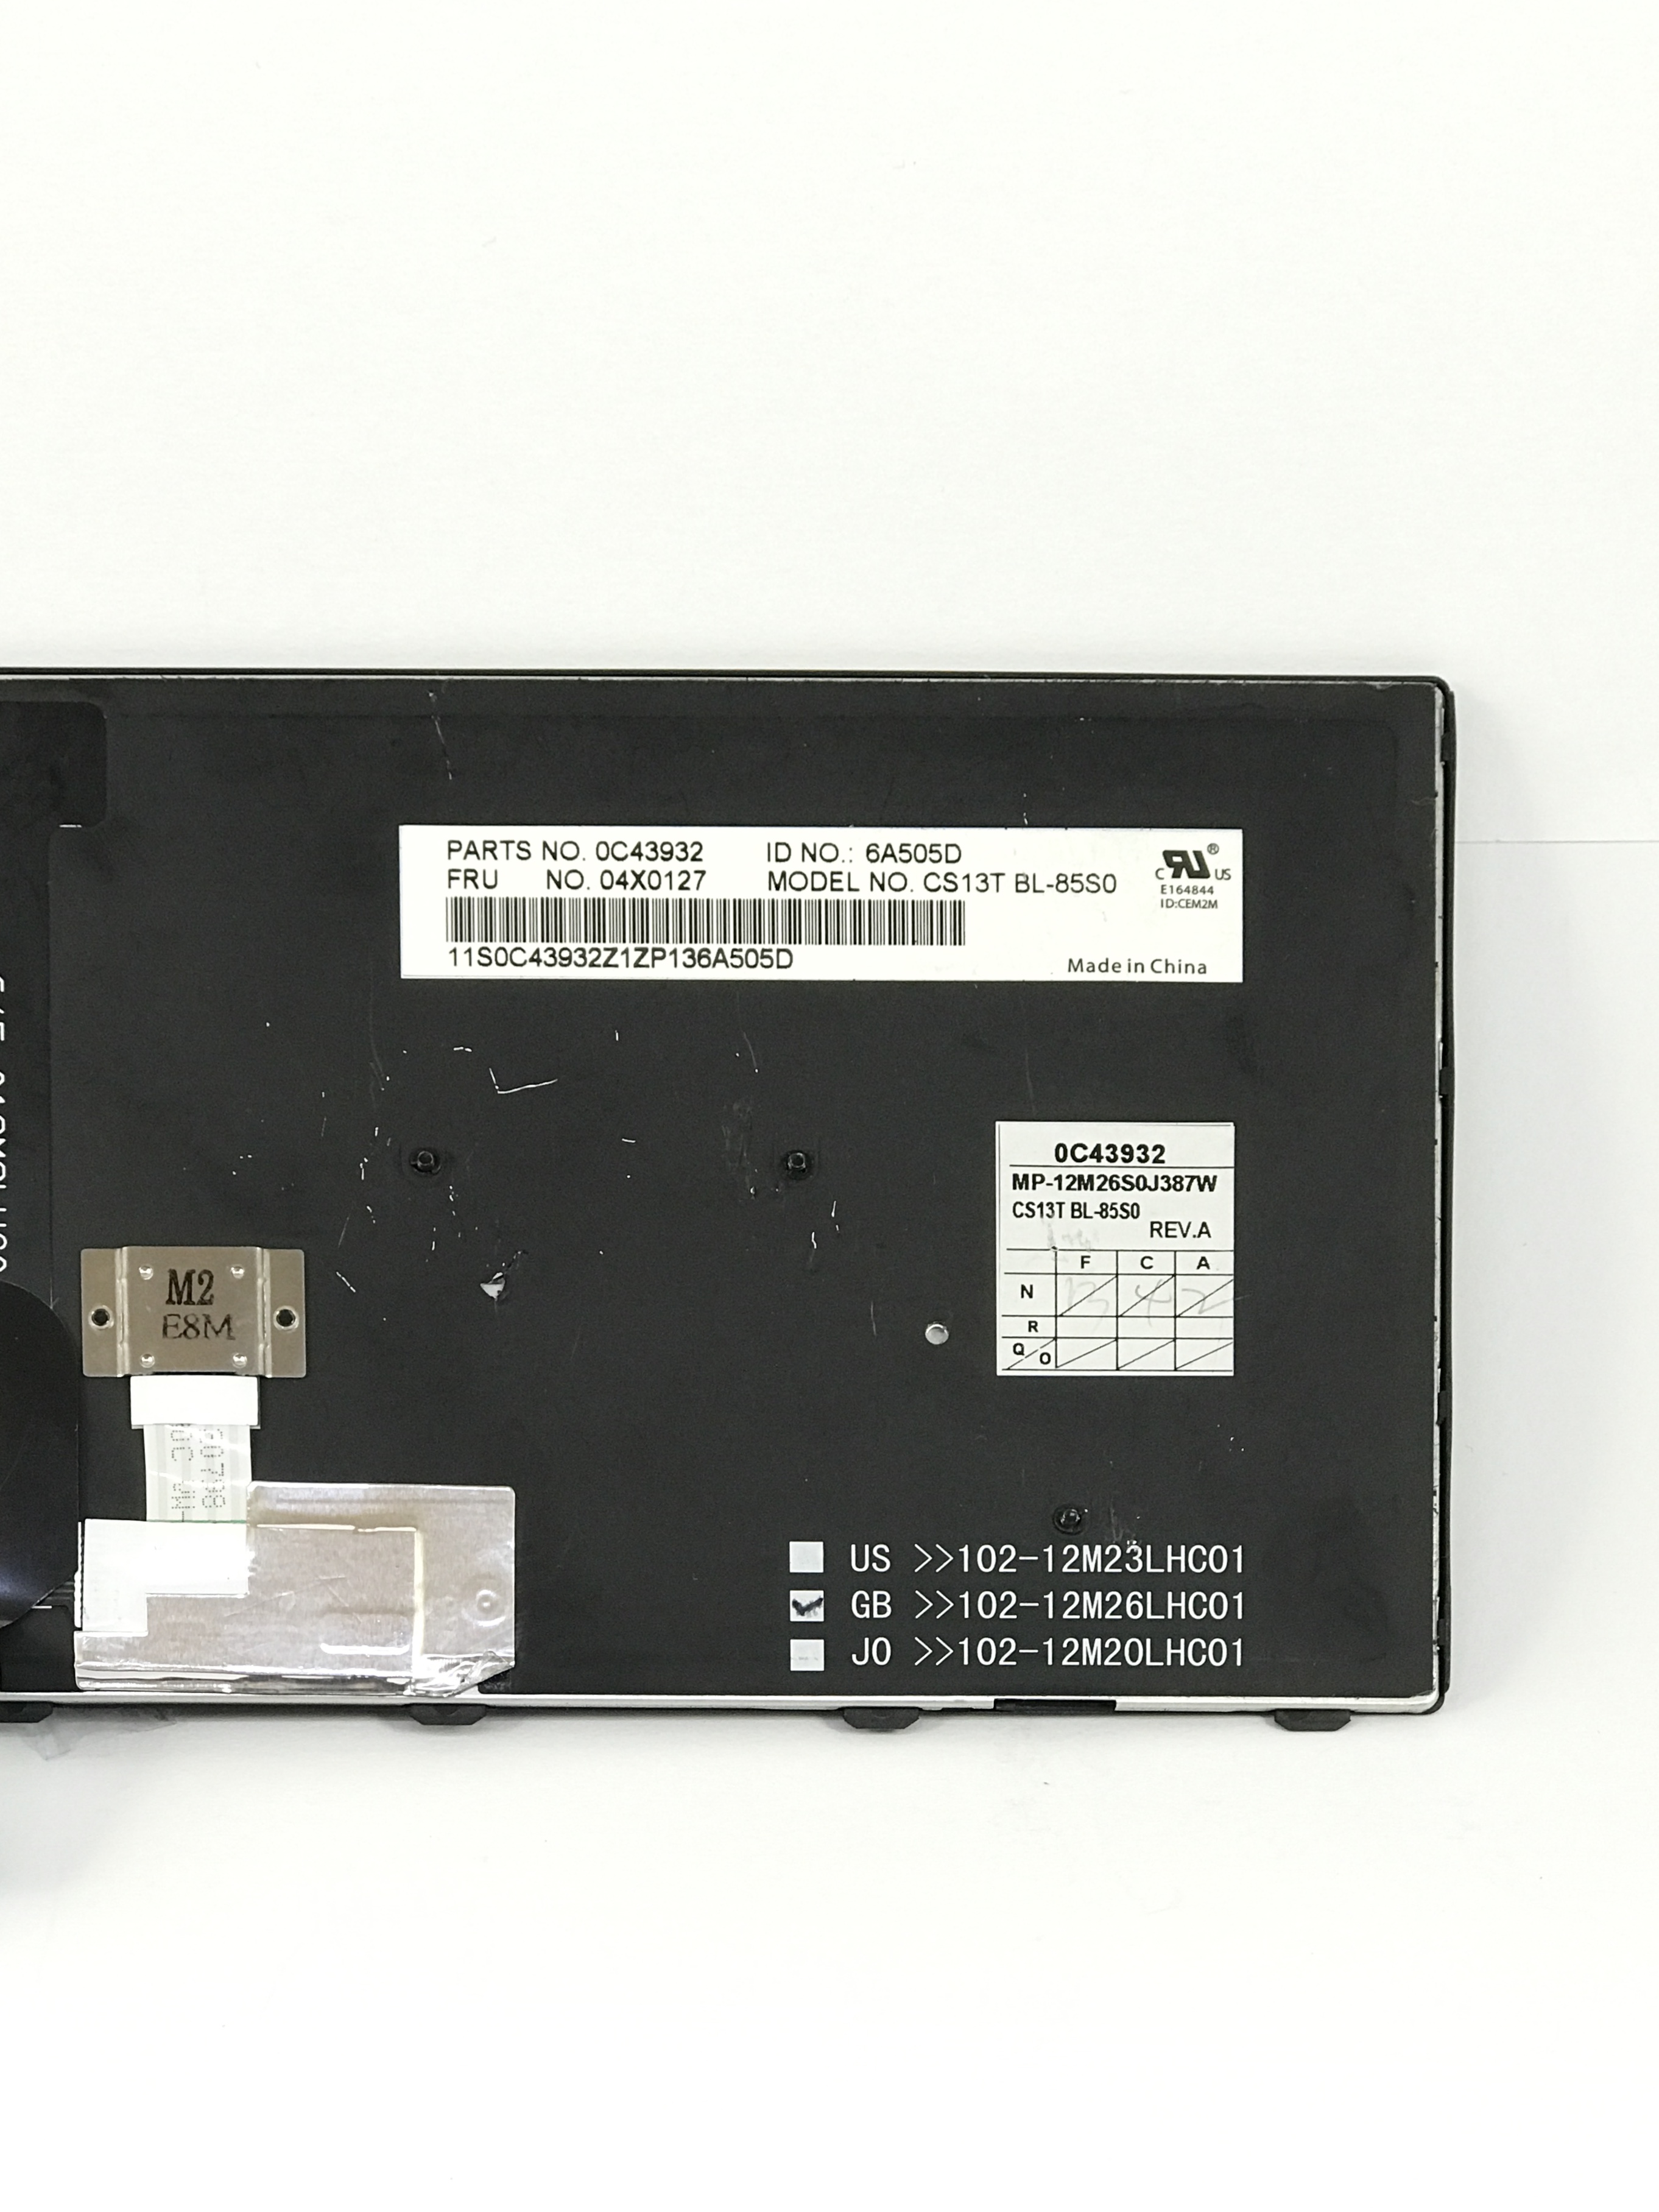 PARTS NO. 0C43932 ID NO.: 6A505D
FRU NO. 04X0127 MODEL NO. CS13T BL-85S0
11S0C43932Z1ZP136A505D
C RU ® US
E164844
ID:CEM2M
Made in China
0C43932
MP-12M26S0J387W
CS13T BL-85S0
REV.A
F C A
N
R
Q O
M2
E8M
US >>102-12M23LHC01
GB >>102-12M26LHC01
JO >>102-12M20LHC01